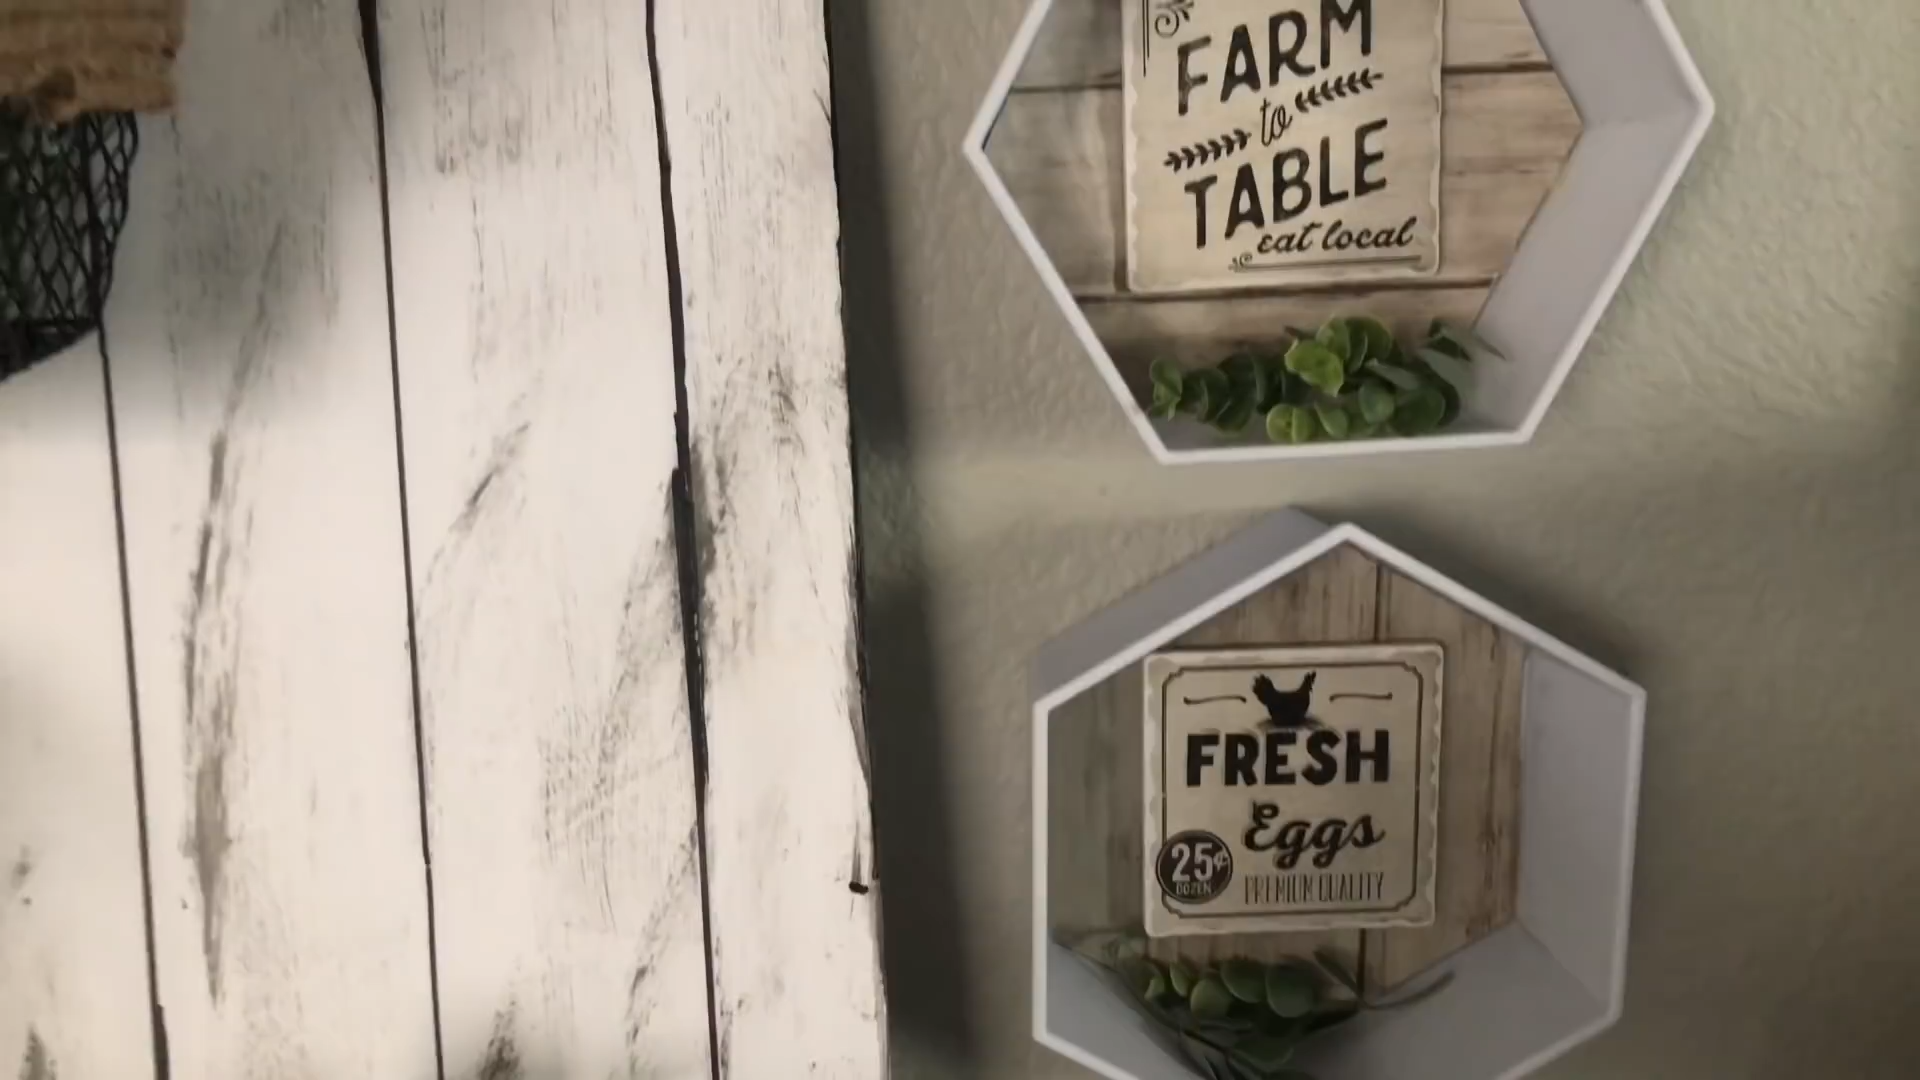 FARM
to
TABLE
eat local
FRESH
Eggs
25¢
DOZEN
PREMIUM QUALITY